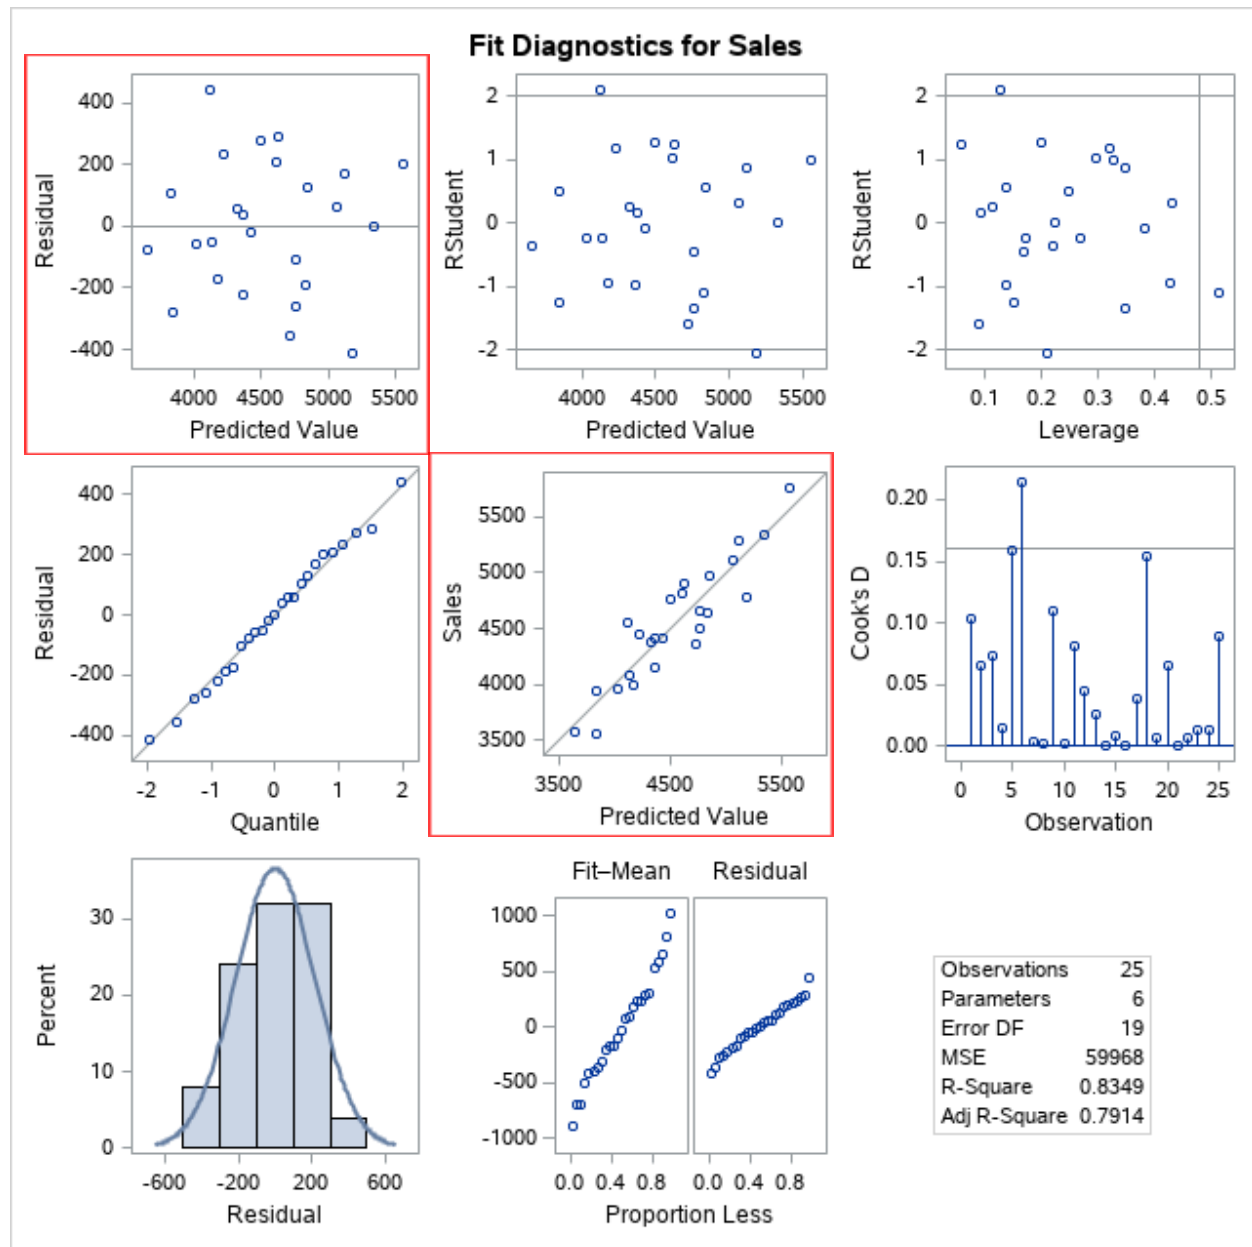 Fit Diagnostics for Sales
Residual
400
200
0
-200
-400
4000 4500 5000 5500
Predicted Value
RStudent
2
1
0
-1
-2
4000 4500 5000 5500
Predicted Value
RStudent
2
1
0
-1
-2
0.1 0.2 0.3 0.4 0.5
Leverage
Residual
400
200
0
-200
-400
-2 -1 0 1 2
Quantile
Sales
5500
5000
4500
4000
3500
3500 4500 5500
Predicted Value
Cook's D
0.20
0.15
0.10
0.05
0.00
0 5 10 15 20 25
Observation
Percent
30
20
10
0
-600 -200 200 600
Residual
Fit–Mean Residual
1000
500
0
-500
-1000
0.0 0.4 0.8 0.0 0.4 0.8
Proportion Less
Observations 25
Parameters 6
Error DF 19
MSE 59968
R-Square 0.8349
Adj R-Square 0.7914